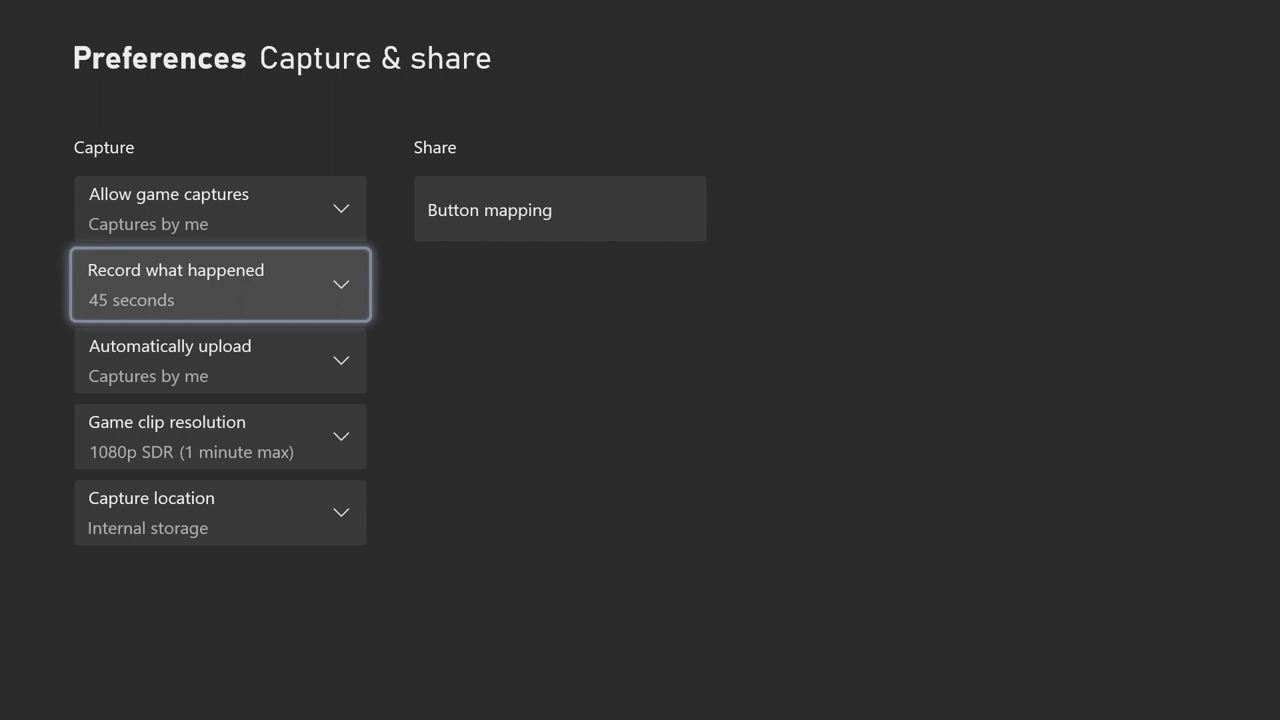 Preferences Capture & share
Capture
Allow game captures
Captures by me
Record what happened
45 seconds
Automatically upload
Captures by me
Game clip resolution
1080p SDR (1 minute max)
Capture location
Internal storage
Share
Button mapping